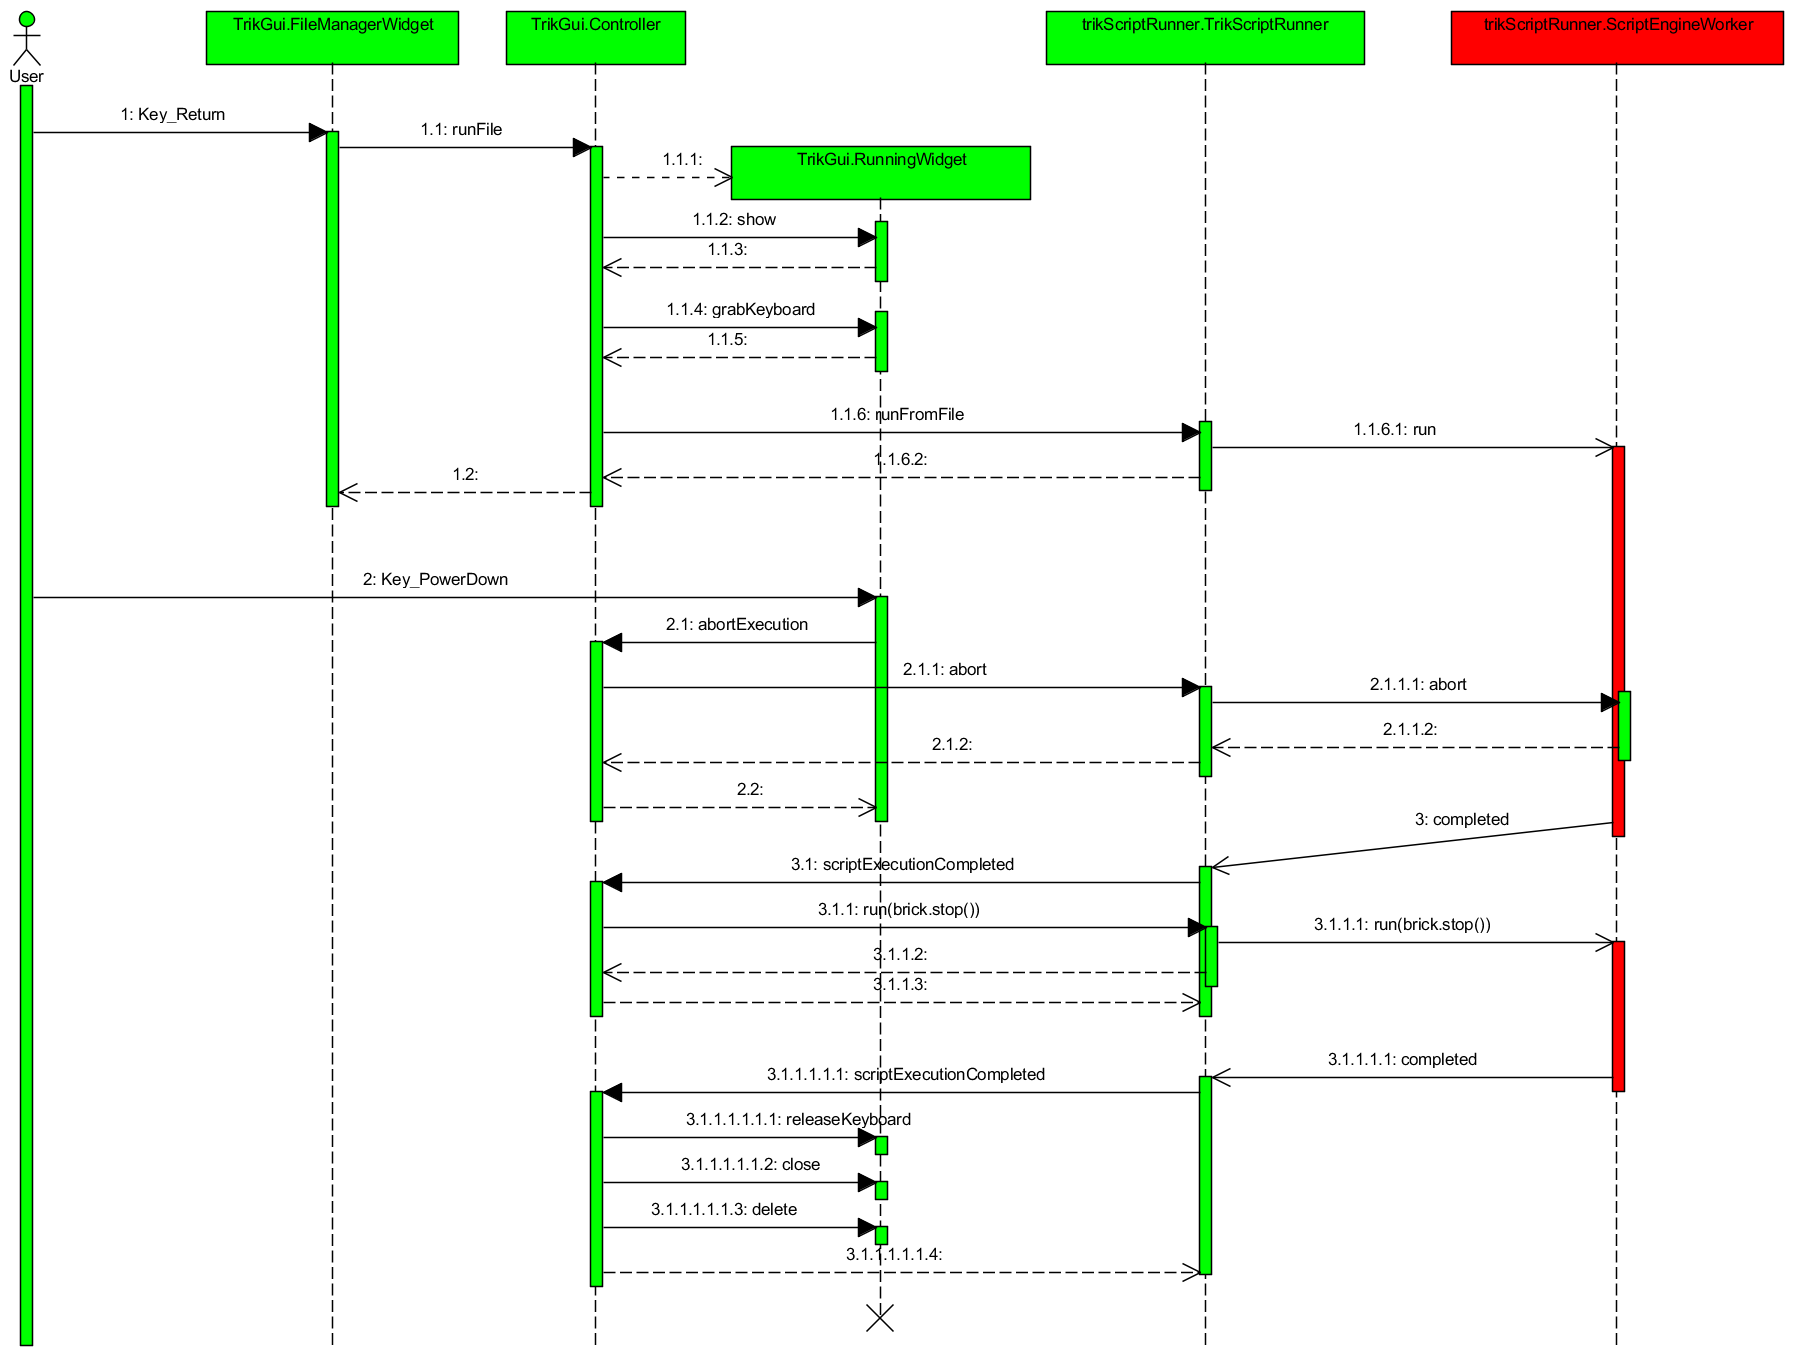 TrikGui.FileManagerWidget
TrikGui.Controller
trikScriptRunner.TrikScriptRunner
trikScriptRunner.ScriptEngineWorker
User
1: Key_Return
1.1: runFile
1.1.1:
TrikGui.RunningWidget
1.1.2: show
1.1.3:
1.1.4: grabKeyboard
1.1.5:
1.1.6: runFromFile
1.1.6.1: run
1.1.6.2:
1.2:
2: Key_PowerDown
2.1: abortExecution
2.1.1: abort
2.1.1.1: abort
2.1.1.2:
2.1.2:
2.2:
3: completed
3.1: scriptExecutionCompleted
3.1.1: run(brick.stop())
3.1.1.1: run(brick.stop())
3.1.1.2:
3.1.1.3:
3.1.1.1.1: completed
3.1.1.1.1.1: scriptExecutionCompleted
3.1.1.1.1.1.1: releaseKeyboard
3.1.1.1.1.1.2: close
3.1.1.1.1.1.3: delete
3.1.1.1.1.1.4: